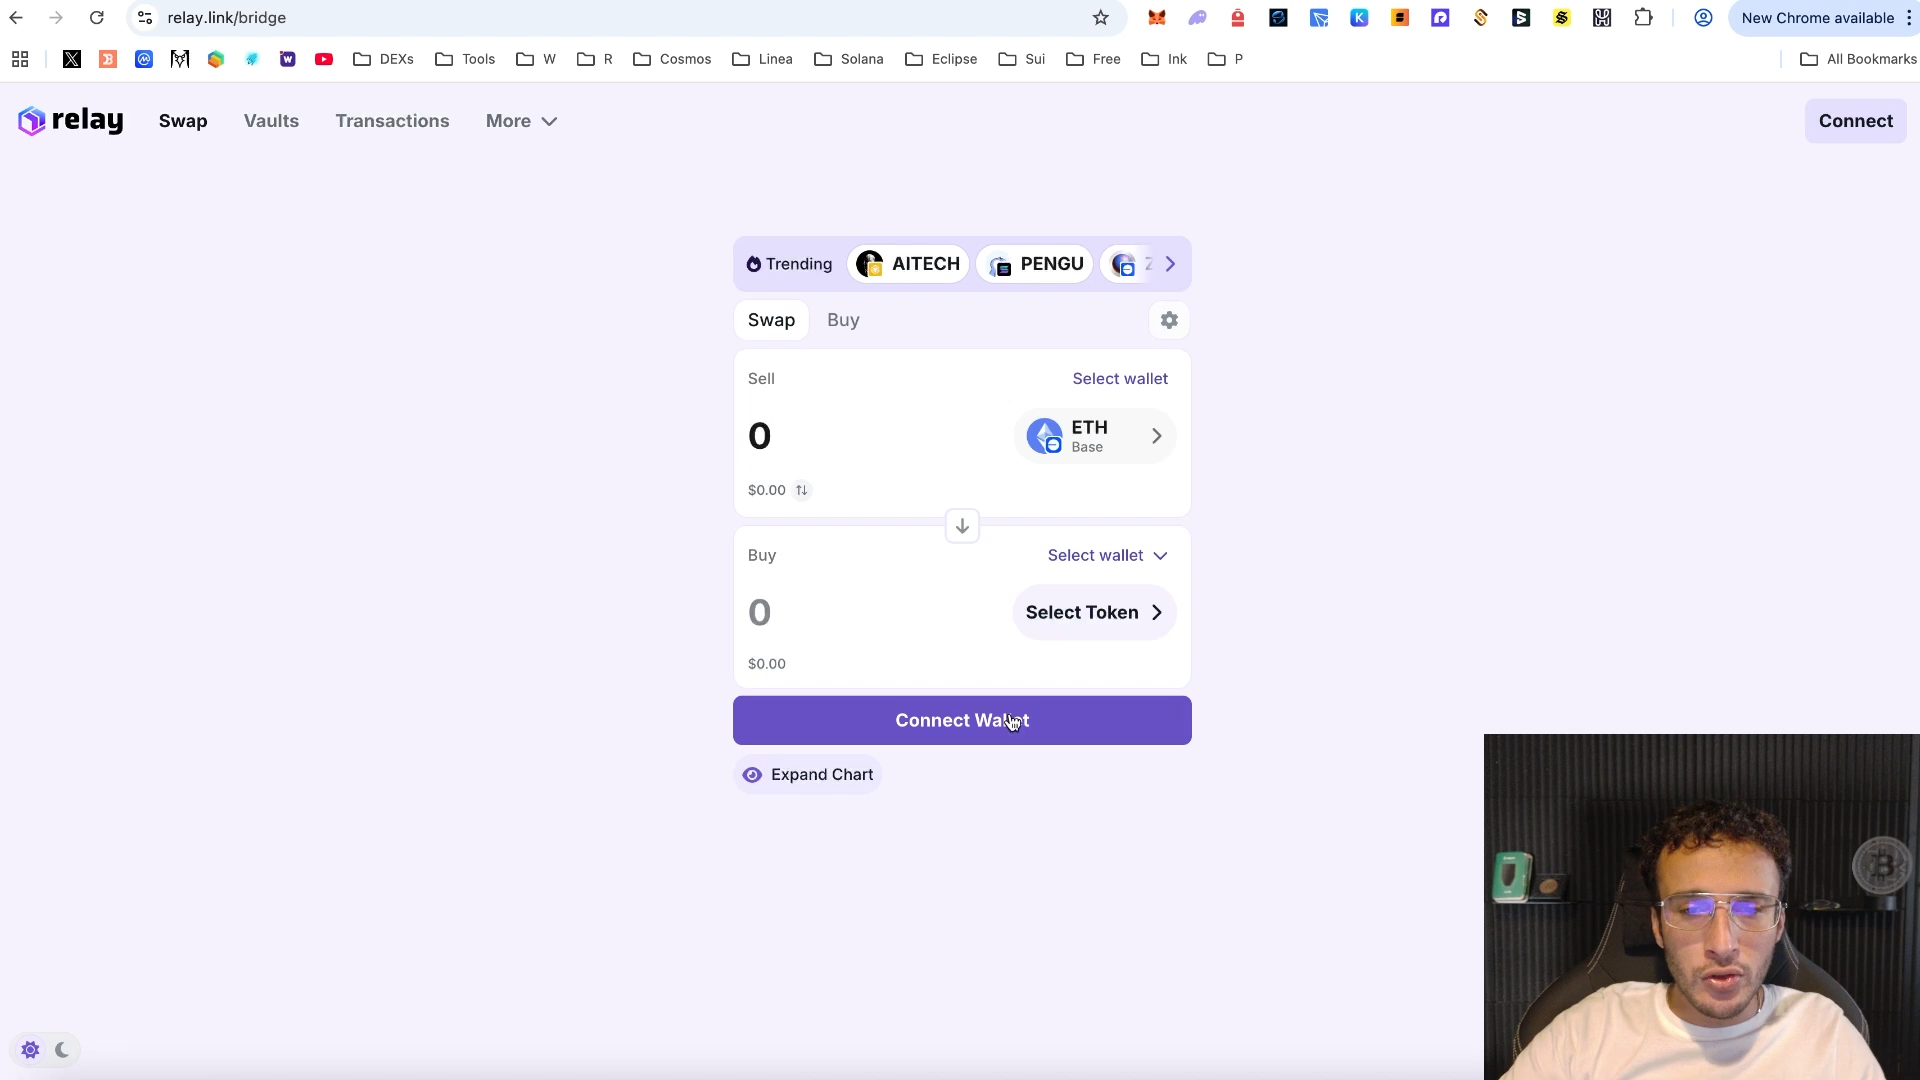 relay.link/bridge
New Chrome available
DEXs
Tools
W
R
Cosmos
Linea
Solana
Eclipse
Sui
Free
Ink
P
All Bookmarks
relay
Swap
Vaults
Transactions
More
Connect
Trending
AITECH
PENGU
Swap
Buy
Sell
Select wallet
0
ETH
Base
$0.00
Buy
Select wallet
0
Select Token
$0.00
Connect Wallet
Expand Chart